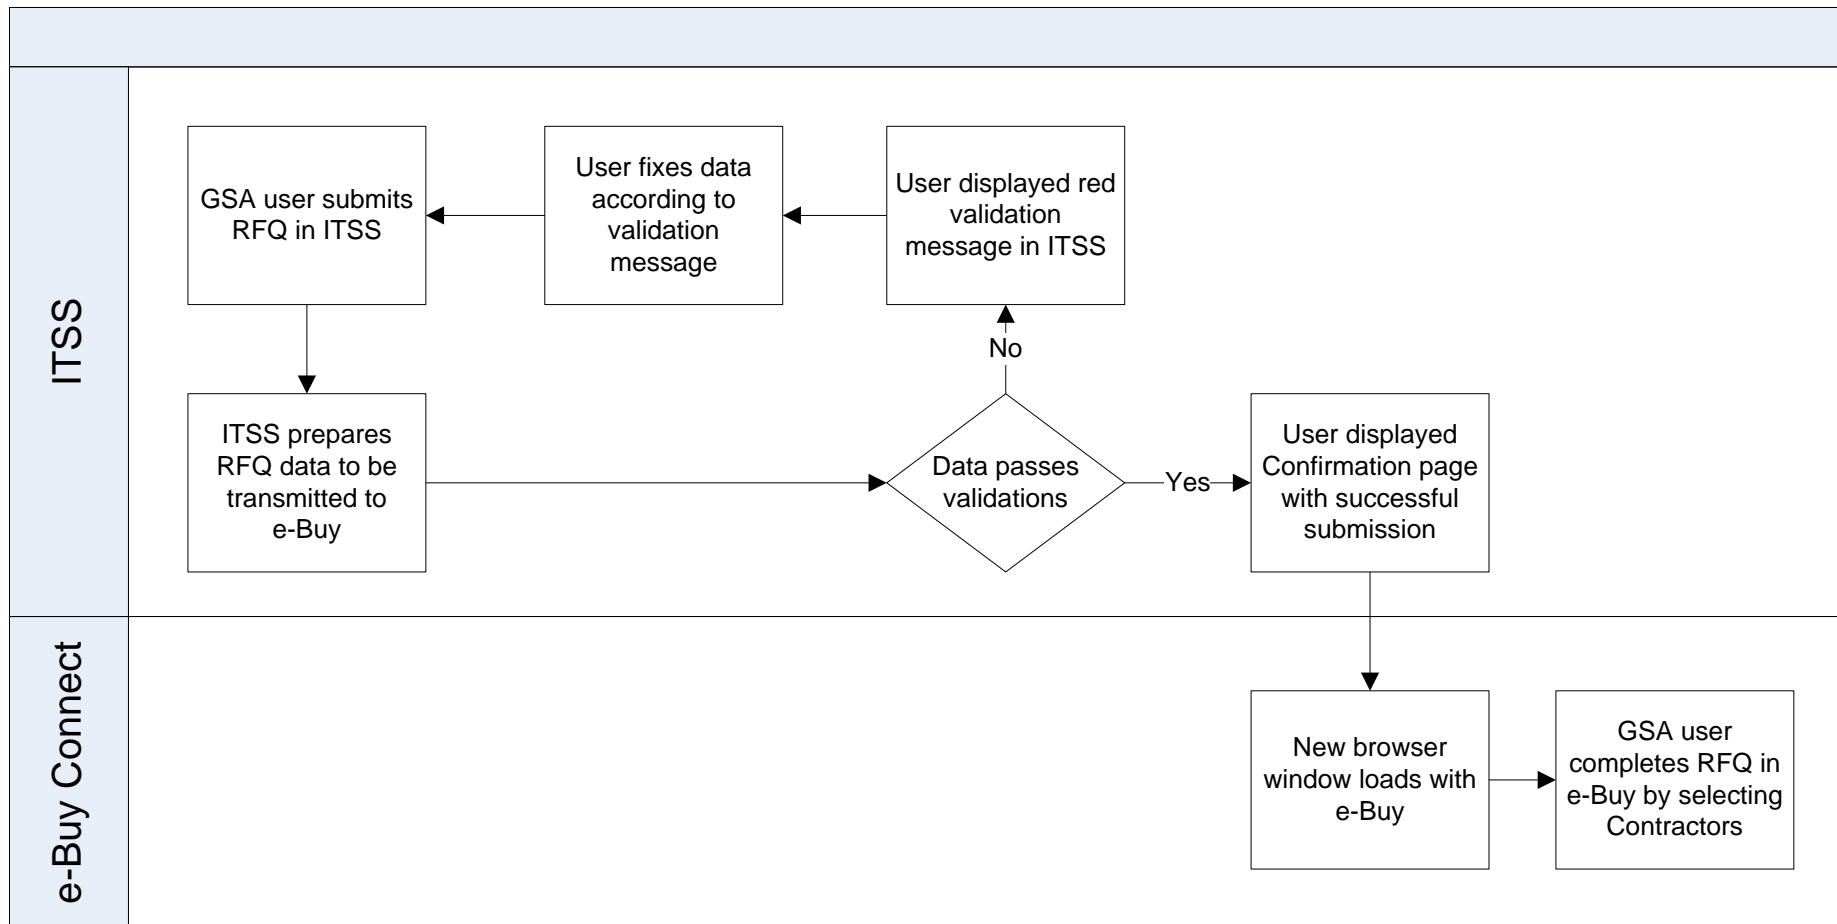 ITSS
GSA user submits
RFQ in ITSS
User fixes data
according to
validation
message
User displayed red
validation
message in ITSS
No
ITSS prepares
RFQ data to be
transmitted to
e-Buy
Data passes
validations
Yes
User displayed
Confirmation page
with successful
submission
e-Buy Connect
New browser
window loads with
e-Buy
GSA user
completes RFQ in
e-Buy by selecting
Contractors